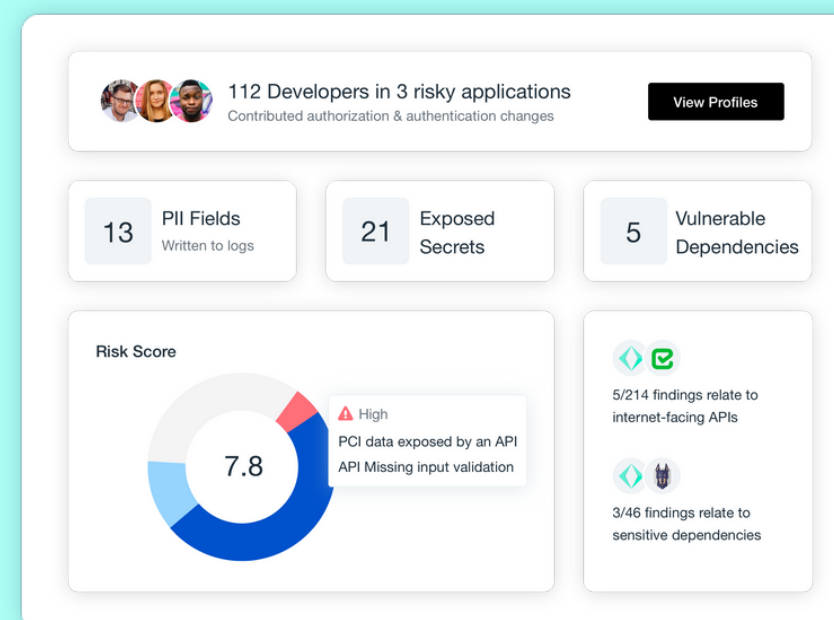 112 Developers in 3 risky applications
Contributed authorization & authentication changes
View Profiles
13
PII Fields
Written to logs
21
Exposed
Secrets
5
Vulnerable
Dependencies
Risk Score
7.8
High
PCI data exposed by an API
API Missing input validation
5/214 findings relate to
internet-facing APIs
3/46 findings relate to
sensitive dependencies